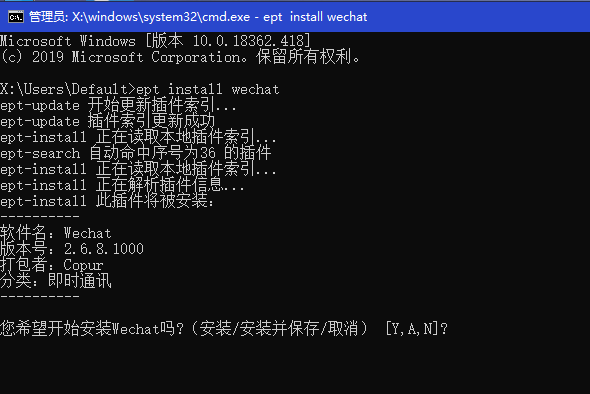 管理员: X:\windows\system32\cmd.exe - ept  install wechat
Microsoft Windows [版本 10.0.18362.418]
(c) 2019 Microsoft Corporation。保留所有权利。
X:\Users\Default>ept install wechat
ept-update 开始更新插件索引...
ept-update 插件索引更新成功
ept-install 正在读取本地插件索引...
ept-search 自动命中序号为36 的插件
ept-install 正在读取本地插件索引...
ept-install 正在解析插件信息...
ept-install 此插件将被安装：
----------
软件名：Wechat
版本号：2.6.8.1000
打包者：Copur
分类：即时通讯
----------
您希望开始安装Wechat吗？（安装/安装并保存/取消） [Y,A,N]?